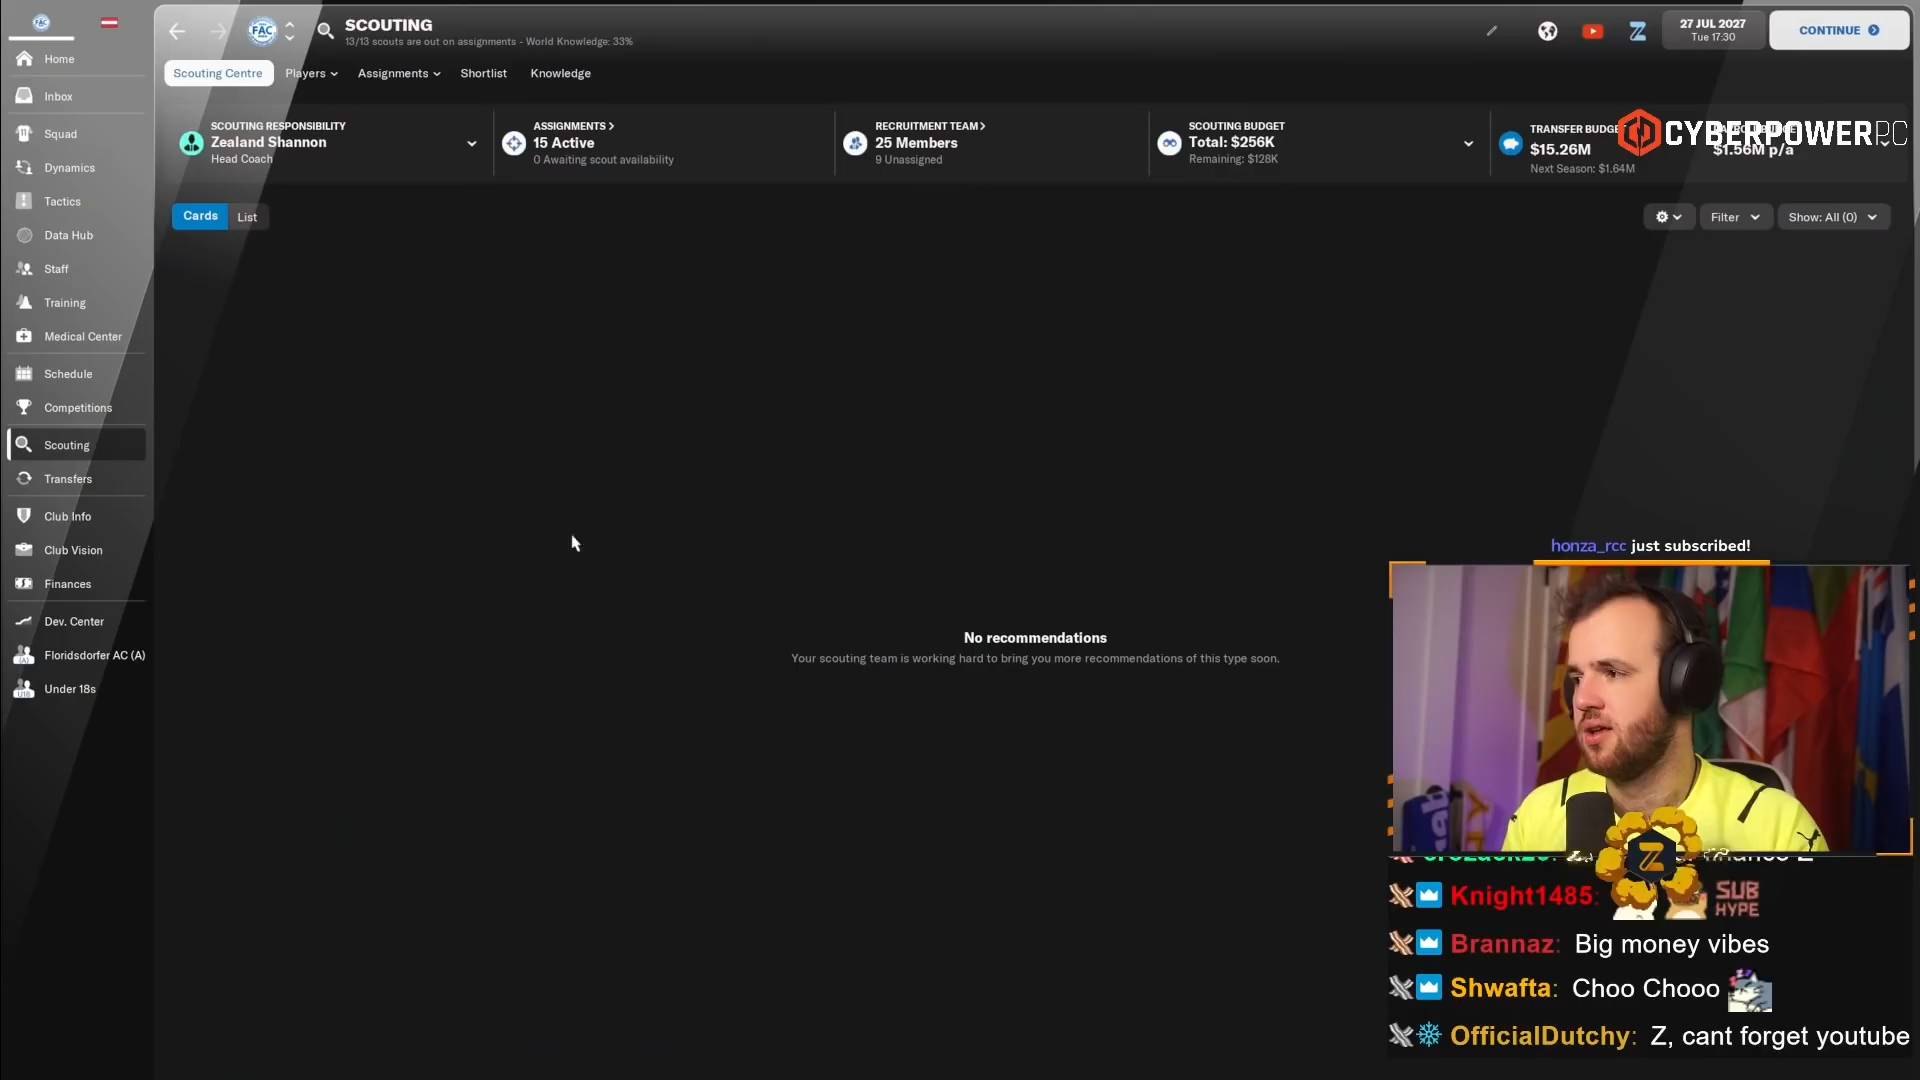 FAC
SCOUTING
13/13 scouts are out on assignments - World Knowledge: 33%
27 JUL 2027
Tue 17:30
CONTINUE
Home
Inbox
Squad
Dynamics
Tactics
Data Hub
Staff
Training
Medical Center
Schedule
Competitions
Scouting
Transfers
Club Info
Club Vision
Finances
Dev. Center
Floridsdorfer AC (A)
Under 18s
Scouting Centre
Players
Assignments
Shortlist
Knowledge
SCOUTING RESPONSIBILITY
Zealand Shannon
Head Coach
ASSIGNMENTS >
15 Active
0 Awaiting scout availability
RECRUITMENT TEAM >
25 Members
9 Unassigned
SCOUTING BUDGET
Total: $256K
Remaining: $128K
TRANSFER BUDGE
$15.26M
Next Season: $1.64M
$1.56M p/a
CYBERPOWERPC
Cards
List
Filter
Show: All (0)
No recommendations
Your scouting team is working hard to bring you more recommendations of this type soon.
honza_rcc just subscribed!
Knight1485:
SUB HYPE
Brannaz: Big money vibes
Shwafta: Choo Chooo
OfficialDutchy: Z, cant forget youtube